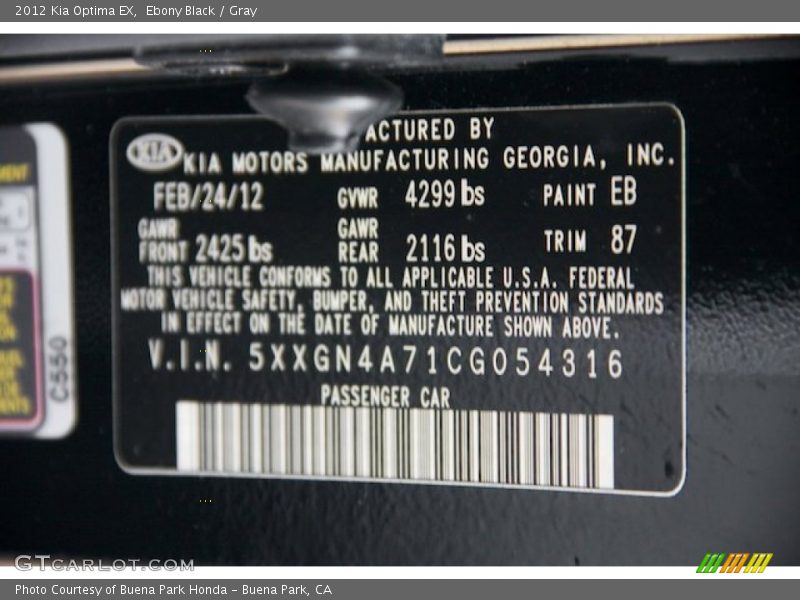 2012 Kia Optima EX, Ebony Black / Gray
ACTURED BY
KIA KIA MOTORS MANUFACTURING GEORGIA, INC.
FEB/24/12 GVWR 4299 lbs PAINT EB
GAWR FRONT 2425 lbs GAWR REAR 2116 lbs TRIM 87
THIS VEHICLE CONFORMS TO ALL APPLICABLE U.S.A. FEDERAL
MOTOR VEHICLE SAFETY, BUMPER, AND THEFT PREVENTION STANDARDS
IN EFFECT ON THE DATE OF MANUFACTURE SHOWN ABOVE.
V.I.N. 5XXGN4A71CG054316
PASSENGER CAR
C5550
GTCARLOT.COM
Photo Courtesy of Buena Park Honda - Buena Park, CA